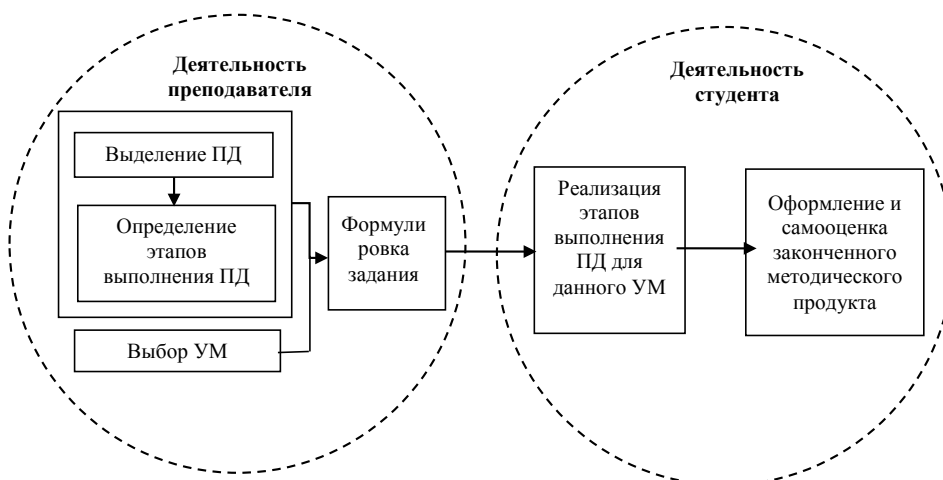 Деятельность
преподавателя
Выделение ПД
Определение
этапов
выполнения ПД
Выбор УМ
Формули
ровка
задания
Деятельность
студента
Реализация
этапов
выполнения
ПД для
данного УМ
Оформление и
самооценка
законченного
методического
продукта